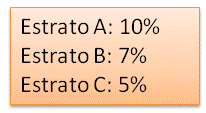 Estrato A: 10%
Estrato B: 7%
Estrato C: 5%